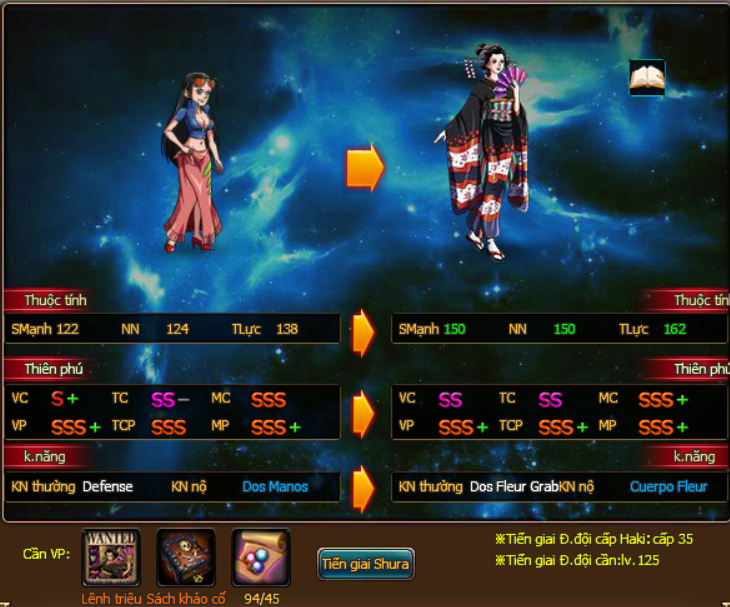 Thuộc tính Thuộc tín
SMạnh 122 NN 124 TLực 138 SMạnh 150 NN 150 TLực 162
Thiên phú Thiên phú
VC S+ TC SS- MC SSS VC SS TC SS MC SSS+
VP SSS+ TCP SSS MP SSS+ VP SSS+ TCP SSS+ MP SSS+
k.năng k.năng
KN thường Defense KN nộ Dos Manos KN thường Dos Fleur Grab KN nộ Cuerpo Fleur
WANTED
Cần VP: Tiến giai Shura
※Tiến giai Đ.đội cấp Haki:cấp 35
※Tiến giai Đ.đội cần:lv.125
Lệnh triệu Sách khảo cổ 94/45